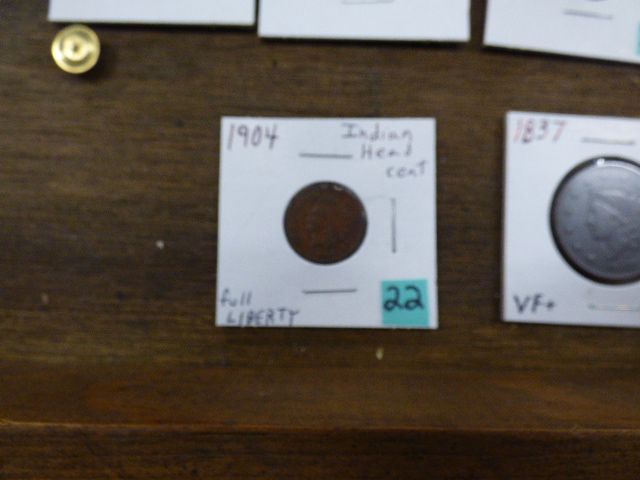 1904
Indian
Head
cent
full
LIBERTY
22
1837
VF+